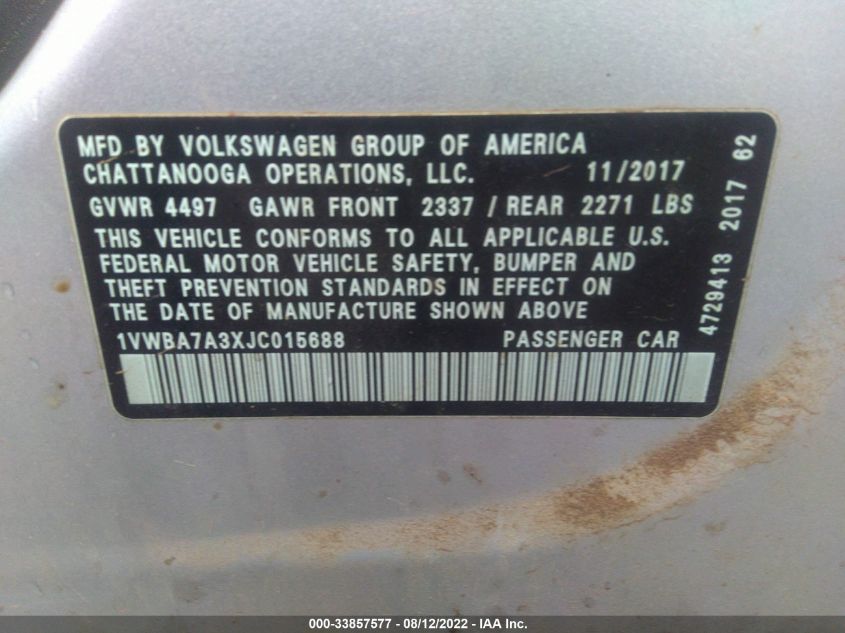 MFD BY VOLKSWAGEN GROUP OF AMERICA
CHATTANOOGA OPERATIONS, LLC. 11/2017
GVWR 4497 GAWR FRONT 2337 / REAR 2271 LBS
THIS VEHICLE CONFORMS TO ALL APPLICABLE U.S.
FEDERAL MOTOR VEHICLE SAFETY, BUMPER AND
THEFT PREVENTION STANDARDS IN EFFECT ON
THE DATE OF MANUFACTURE SHOWN ABOVE
1VWBA7A3XJC015688 PASSENGER CAR
4729413 2017 62
000-33857577 - 08/12/2022 - IAA Inc.